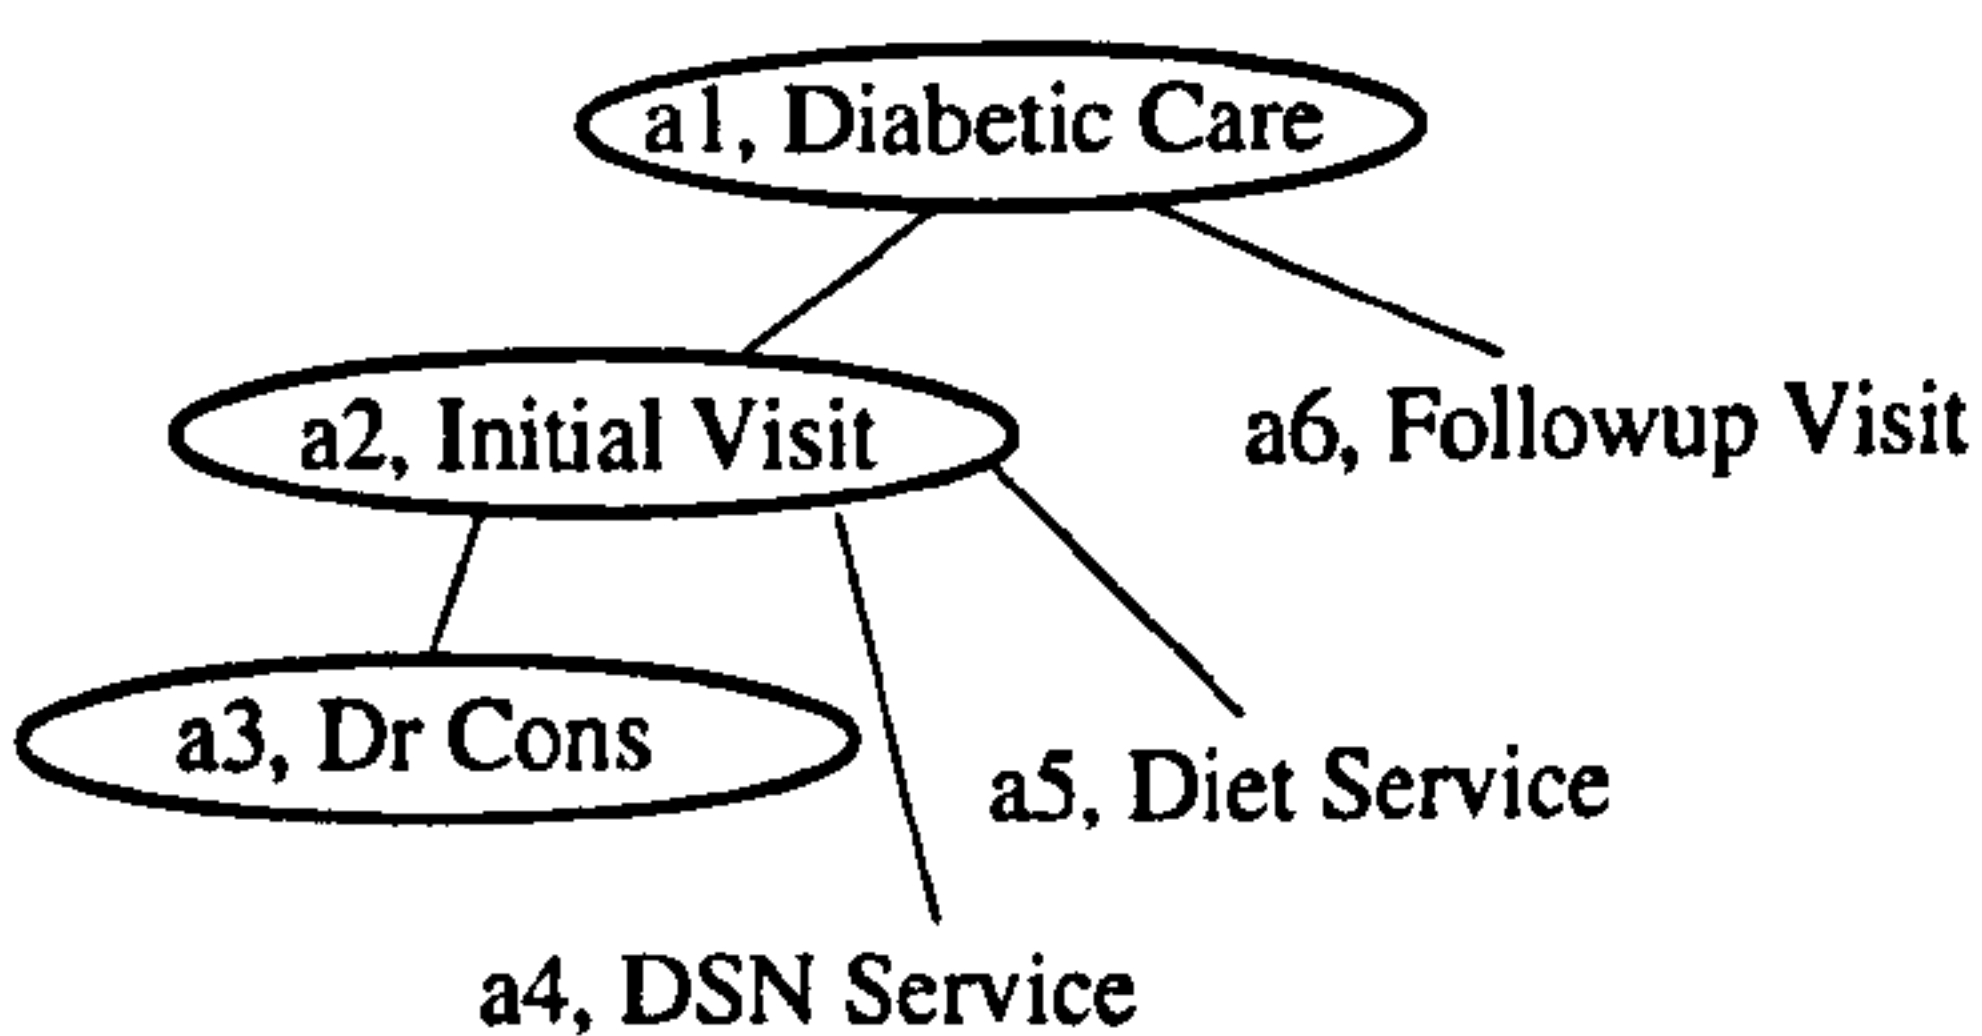 a1, Diabetic Care
a2, Initial Visit
a6, Followup Visit
a3, Dr Cons
a5, Diet Service
a4, DSN Service